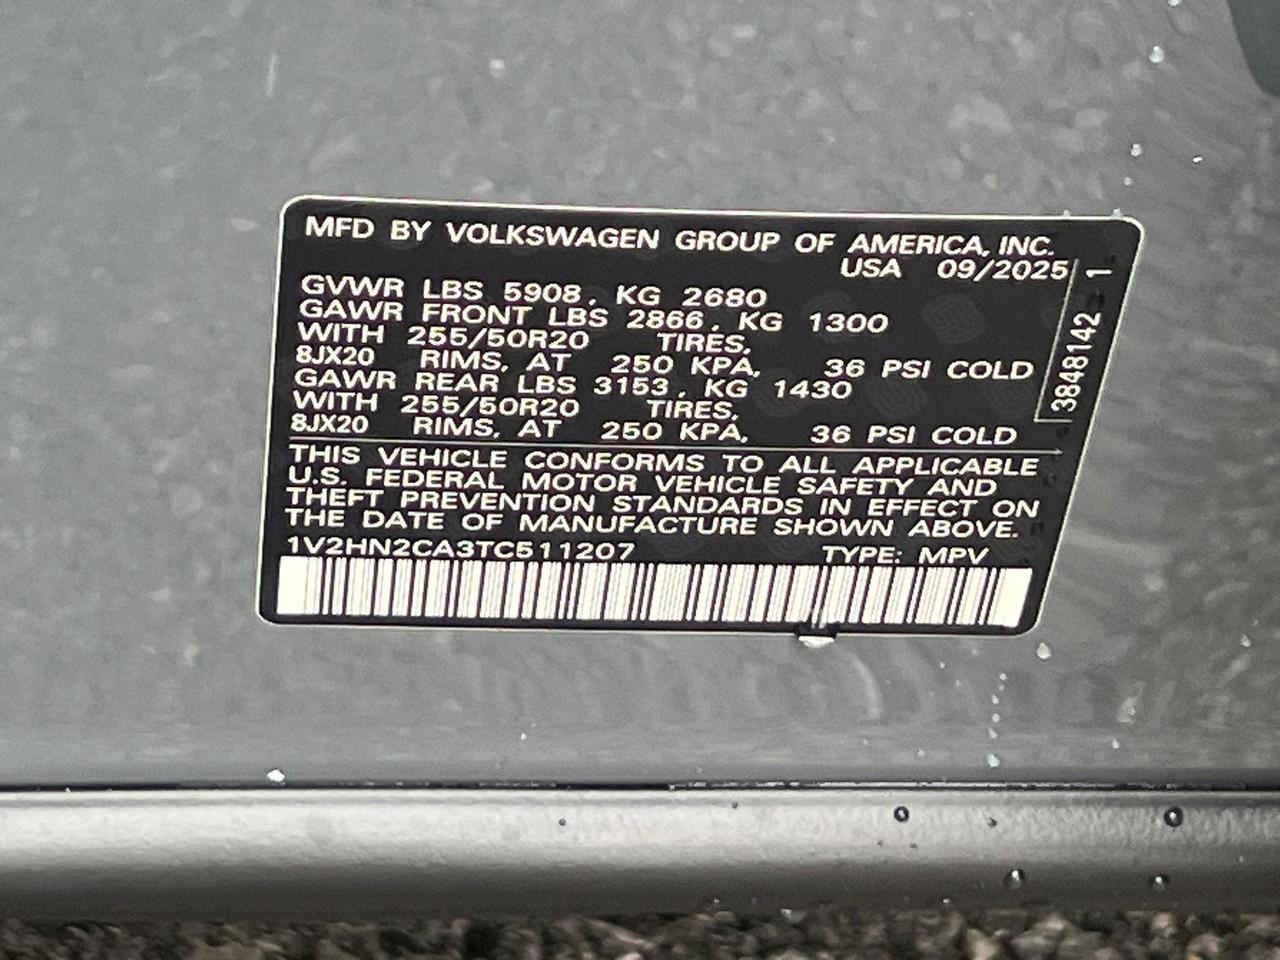 MFD BY VOLKSWAGEN GROUP OF AMERICA, INC.
USA 09/2025
GVWR LBS 5908, KG 2680
GAWR FRONT LBS 2866, KG 1300
WITH 255/50R20 TIRES,
8JX20 RIMS, AT 250 KPA, 36 PSI COLD
GAWR REAR LBS 3153, KG 1430
WITH 255/50R20 TIRES,
8JX20 RIMS, AT 250 KPA, 36 PSI COLD
THIS VEHICLE CONFORMS TO ALL APPLICABLE
U.S. FEDERAL MOTOR VEHICLE SAFETY AND
THEFT PREVENTION STANDARDS IN EFFECT ON
THE DATE OF MANUFACTURE SHOWN ABOVE.
1V2HN2CA3TC511207 TYPE: MPV
3848142 1